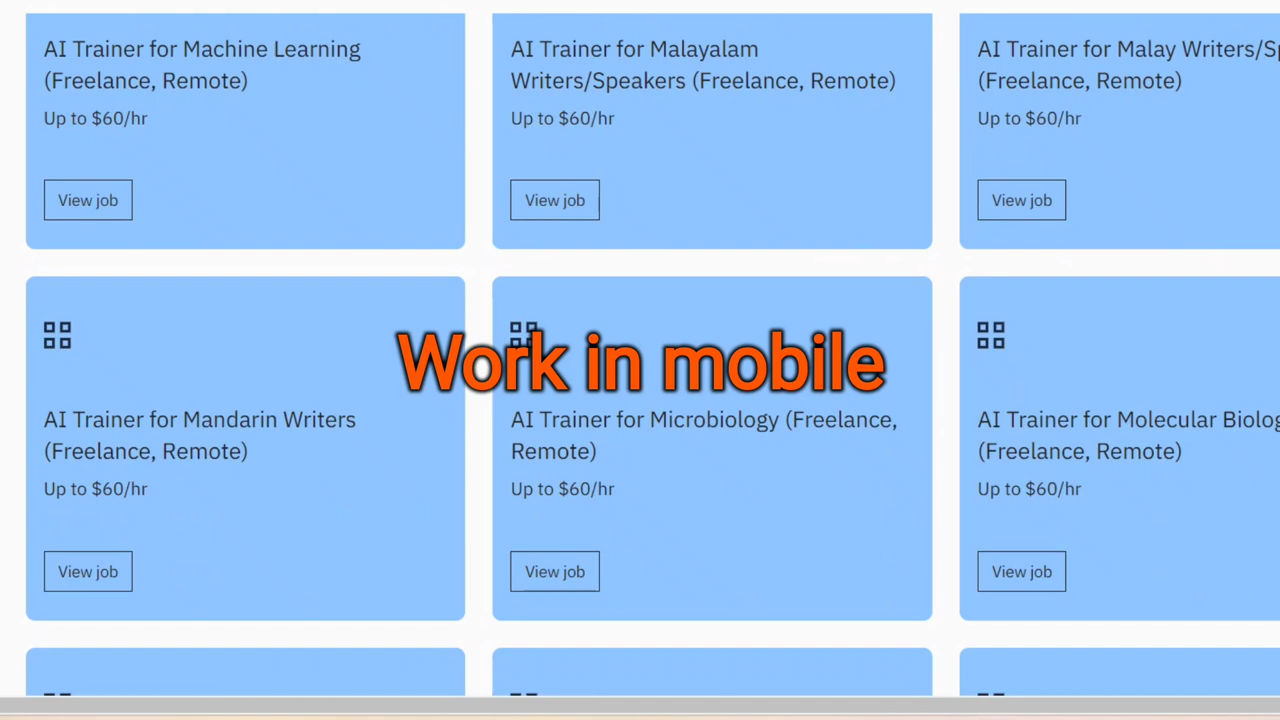 AI Trainer for Machine Learning
(Freelance, Remote)
Up to $60/hr
View job
AI Trainer for Malayalam
Writers/Speakers (Freelance, Remote)
Up to $60/hr
View job
AI Trainer for Malay Writers/
(Freelance, Remote)
Up to $60/hr
View job
Work in mobile
AI Trainer for Mandarin Writers
(Freelance, Remote)
Up to $60/hr
View job
AI Trainer for Microbiology (Freelance,
Remote)
Up to $60/hr
View job
AI Trainer for Molecular
(Freelance, Remote)
Up to $60/hr
View job